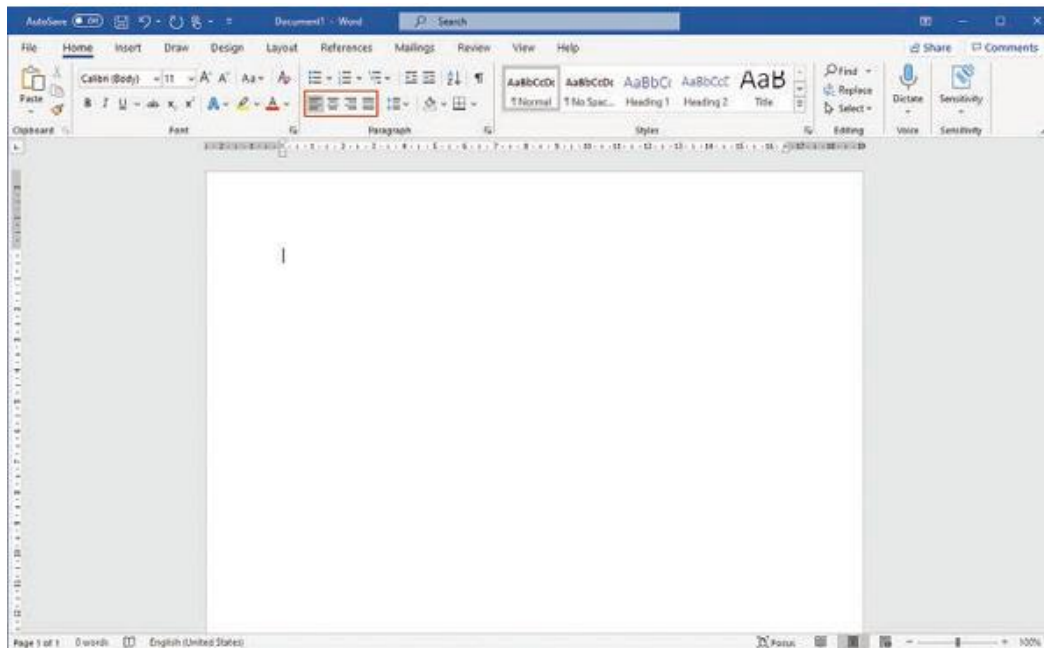 AutoSave Off Document1 - Word Search
File Home Insert Draw Design Layout References Mailings Review View Help Share Comments
Paste Calibri (Body) 11 A A Aa A
B I U ab x x A A
AaBbCcDc AaBbCcDc AaBbCc AaBbCcC AaB
¶ Normal ¶ No Spac... Heading 1 Heading 2 Title
Find
Replace
Select
Dictate Sensitivity
Clipboard Font Paragraph Styles Editing Voice Sensitivity
Page 1 of 1 0 words English (United States) Focus 100%